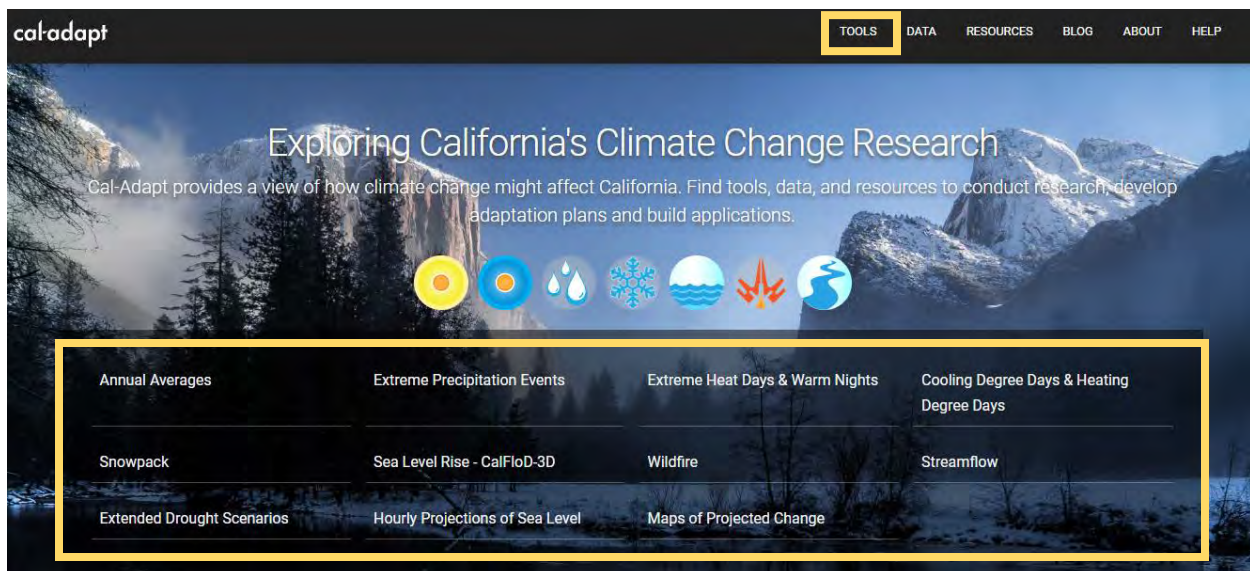 cal-adapt
TOOLS DATA RESOURCES BLOG ABOUT HELP
Exploring California's Climate Change Research
Cal-Adapt provides a view of how climate change might affect California. Find tools, data, and resources to conduct research, develop
adaptation plans and build applications.
Annual Averages
Extreme Precipitation Events
Extreme Heat Days & Warm Nights
Cooling Degree Days & Heating
Degree Days
Snowpack
Sea Level Rise - CalFloD-3D
Wildfire
Streamflow
Extended Drought Scenarios
Hourly Projections of Sea Level
Maps of Projected Change